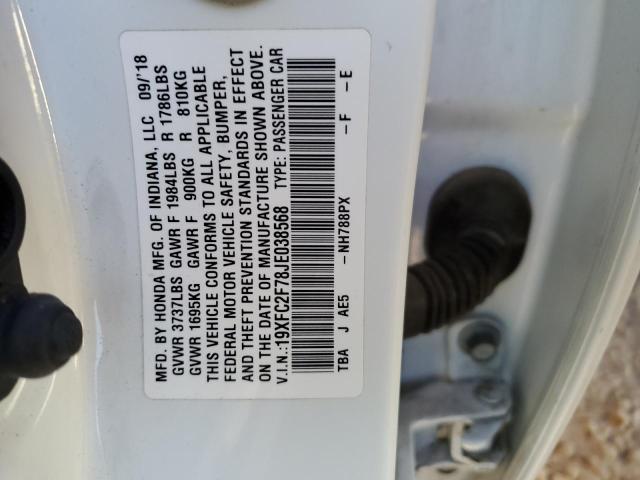 MFD. BY HONDA MFG. OF INDIANA, LLC 09/'18
GVWR 3737LBS GAWR F 1984LBS R 1786LBS
GVWR 1695KG GAWR F 900KG R 810KG
THIS VEHICLE CONFORMS TO ALL APPLICABLE
FEDERAL MOTOR VEHICLE SAFETY, BUMPER,
AND THEFT PREVENTION STANDARDS IN EFFECT
ON THE DATE OF MANUFACTURE SHOWN ABOVE.
V.I.N.:19XFC2F78JE038568 TYPE: PASSENGER CAR
TBA J AE5 -NH788PX -F -E